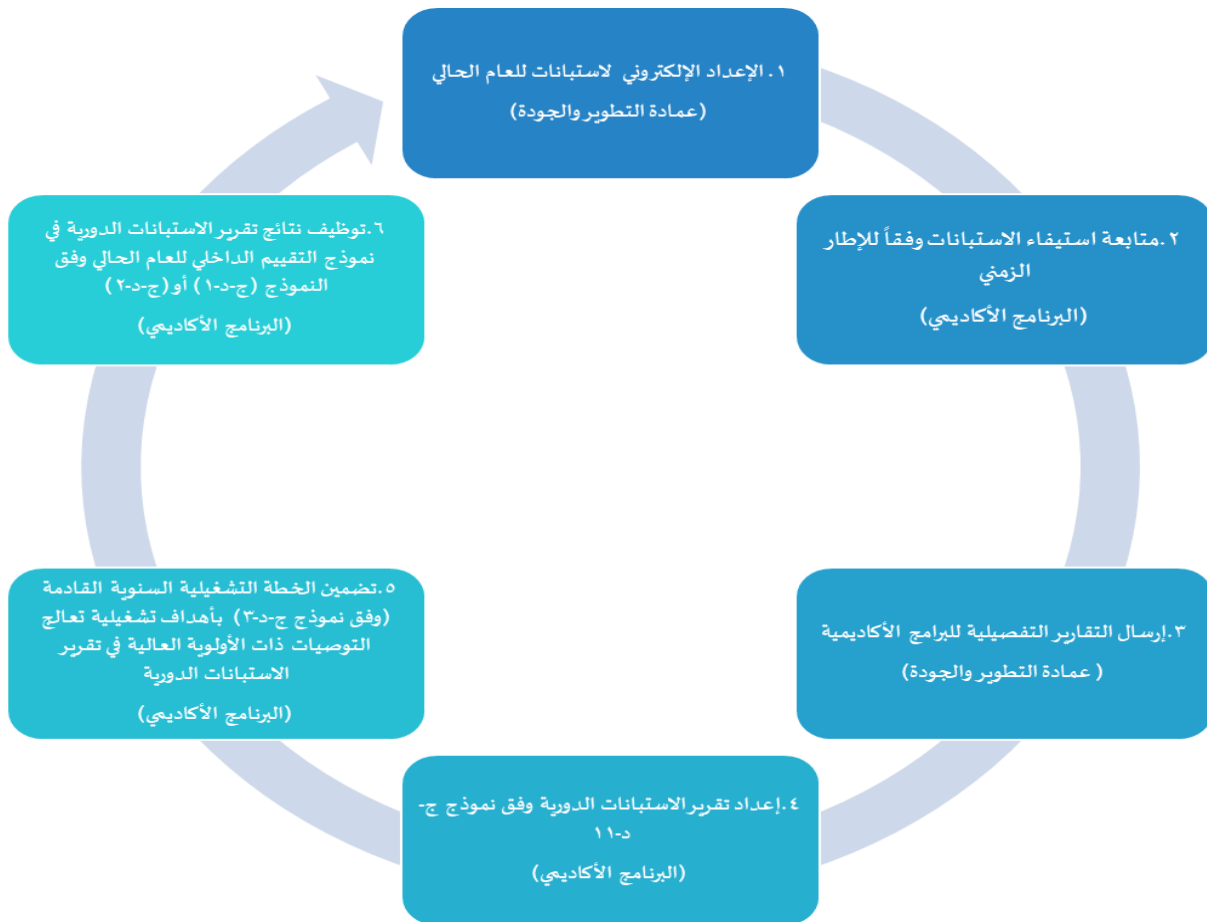 ١. الإعداد الإلكتروني لاستبانات للعام الحالي
(عمادة التطوير والجودة)
٢.متابعة استيفاء الاستبانات وفقاً للإطار
الزمني
(البرنامج الأكاديمي)
٣.إرسال التقارير التفصيلية للبرامج الأكاديمية
( عمادة التطوير والجودة)
٤.إعداد تقرير الاستبانات الدورية وفق نموذج ج-
د-١١
(البرنامج الأكاديمي)
٥.تضمين الخطة التشغيلية السنوية القادمة
(وفق نموذج ج-د-٣) بأهداف تشغيلية تعالج
التوصيات ذات الأولوية العالية في تقرير
الاستبانات الدورية
(البرنامج الأكاديمي)
٦.توظيف نتائج تقرير الاستبانات الدورية في
نموذج التقييم الداخلي للعام الحالي وفق
النموذج (ج-د-١) أو (ج-د-٢)
(البرنامج الأكاديمي)